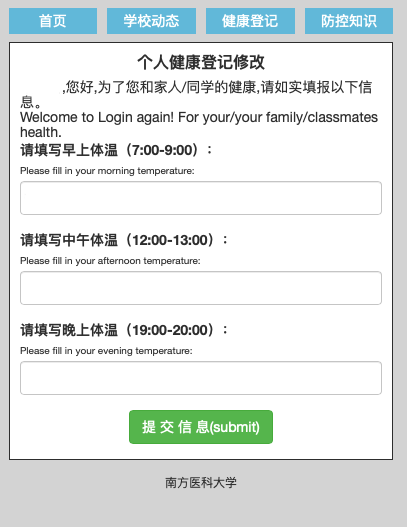 首页 学校动态 健康登记 防控知识
个人健康登记修改
,您好,为了您和家人/同学的健康,请如实填报以下信
息。
Welcome to Login again! For your/your family/classmates
health.
请填写早上体温（7:00-9:00）：
Please fill in your morning temperature:
请填写中午体温（12:00-13:00）：
Please fill in your afternoon temperature:
请填写晚上体温（19:00-20:00）：
Please fill in your evening temperature:
提 交 信 息(submit)
南方医科大学